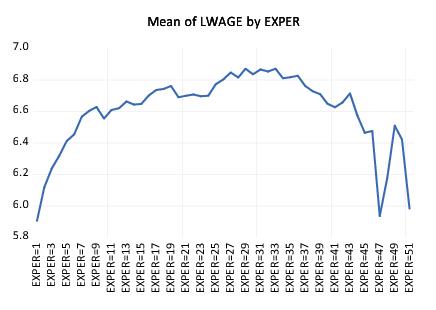 Mean of LWAGE by EXPER
7.0
6.8
6.6
6.4
6.2
6.0
5.8
EXPER=1
EXPER=3
EXPER=5
EXPER=7
EXPER=9
EXPER=11
EXPER=13
EXPER=15
EXPER=17
EXPER=19
EXPER=21
EXPER=23
EXPER=25
EXPER=27
EXPER=29
EXPER=31
EXPER=33
EXPER=35
EXPER=37
EXPER=39
EXPER=41
EXPER=43
EXPER=45
EXPER=47
EXPER=49
EXPER=51